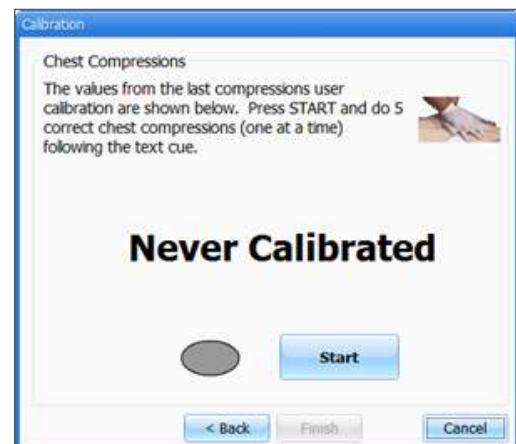 Calibration
Chest Compressions
The values from the last compressions user
calibration are shown below. Press START and do 5
correct chest compressions (one at a time)
following the text cue.
Never Calibrated
Start
< Back Finish Cancel